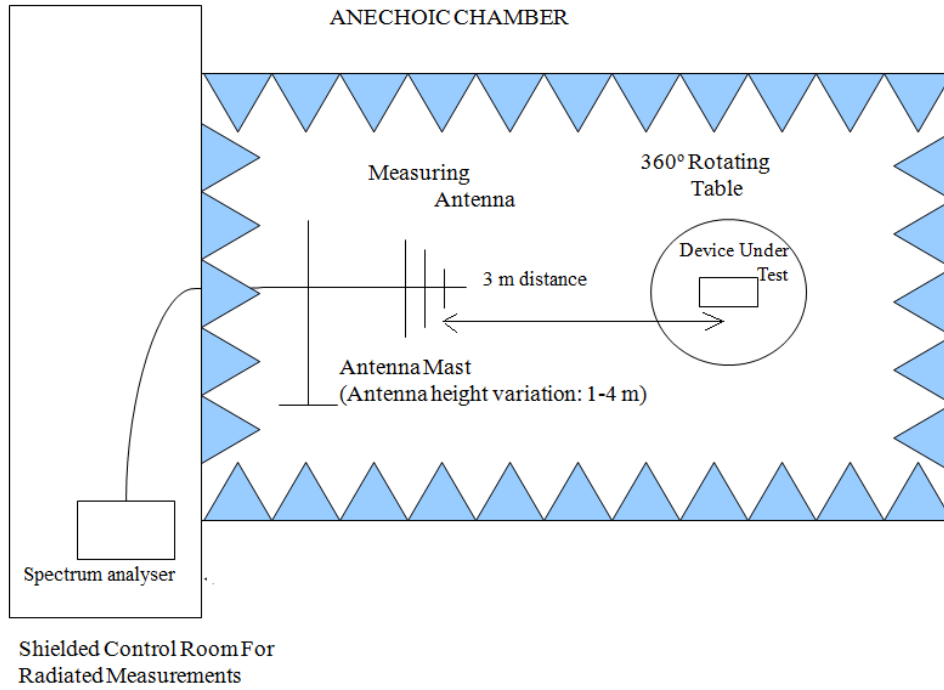 ANECHOIC CHAMBER
360° Rotating
Table
Measuring
Antenna
Device Under
Test
3 m distance
Antenna Mast
(Antenna height variation: 1-4 m)
Spectrum analyser
Shielded Control Room For
Radiated Measurements